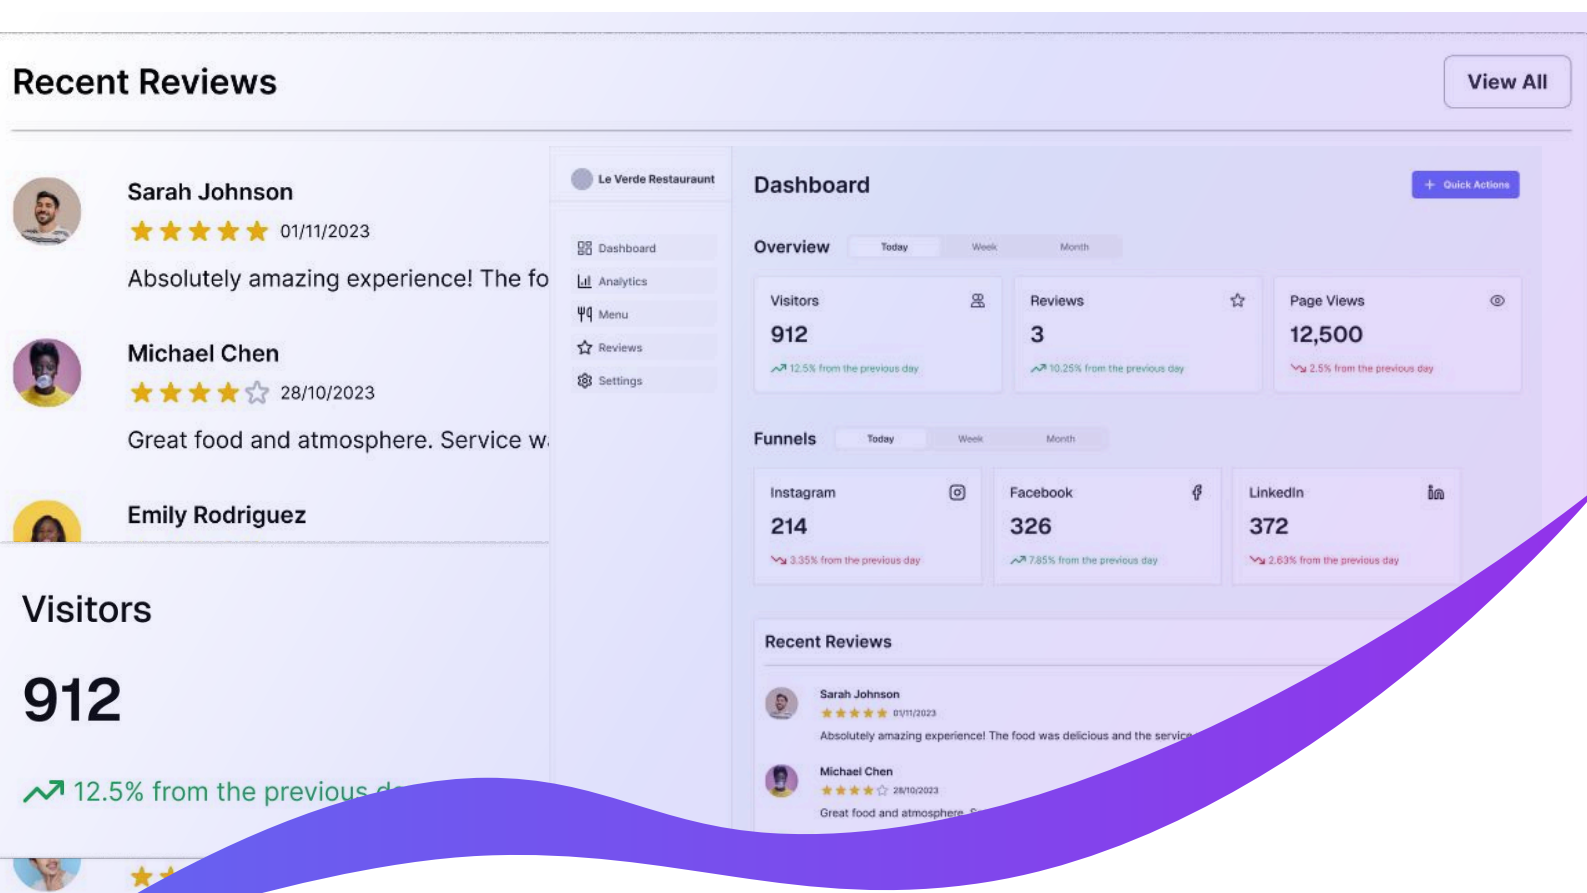 Recent Reviews
View All
Sarah Johnson
01/11/2023
Absolutely amazing experience! The fo
Michael Chen
28/10/2023
Great food and atmosphere. Service w
Emily Rodriguez
Visitors
912
12.5% from the previous
Le Verde Restauraunt
Dashboard
Analytics
Menu
Reviews
Settings
Dashboard
+ Quick Actions
Overview
Today
Week
Month
Visitors
912
12.5% from the previous day
Reviews
3
10.25% from the previous day
Page Views
12,500
2.5% from the previous day
Funnels
Today
Week
Month
Instagram
214
3.35% from the previous day
Facebook
326
7.85% from the previous day
LinkedIn
372
2.63% from the previous day
Recent Reviews
Sarah Johnson
01/11/2023
Absolutely amazing experience! The food was delicious and the service
Michael Chen
28/10/2023
Great food and atmosphere.